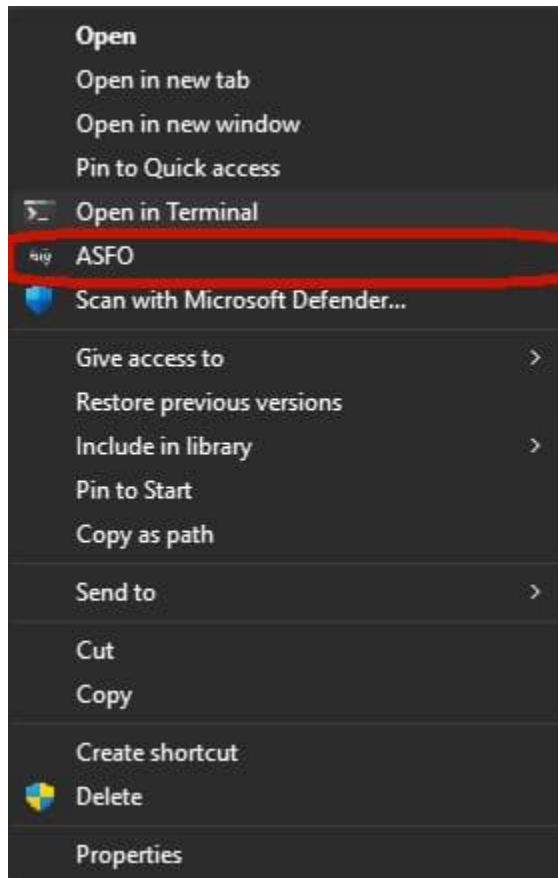 Open
Open in new tab
Open in new window
Pin to Quick access
Open in Terminal
ASFO
Scan with Microsoft Defender...
Give access to
Restore previous versions
Include in library
Pin to Start
Copy as path
Send to
Cut
Copy
Create shortcut
Delete
Properties